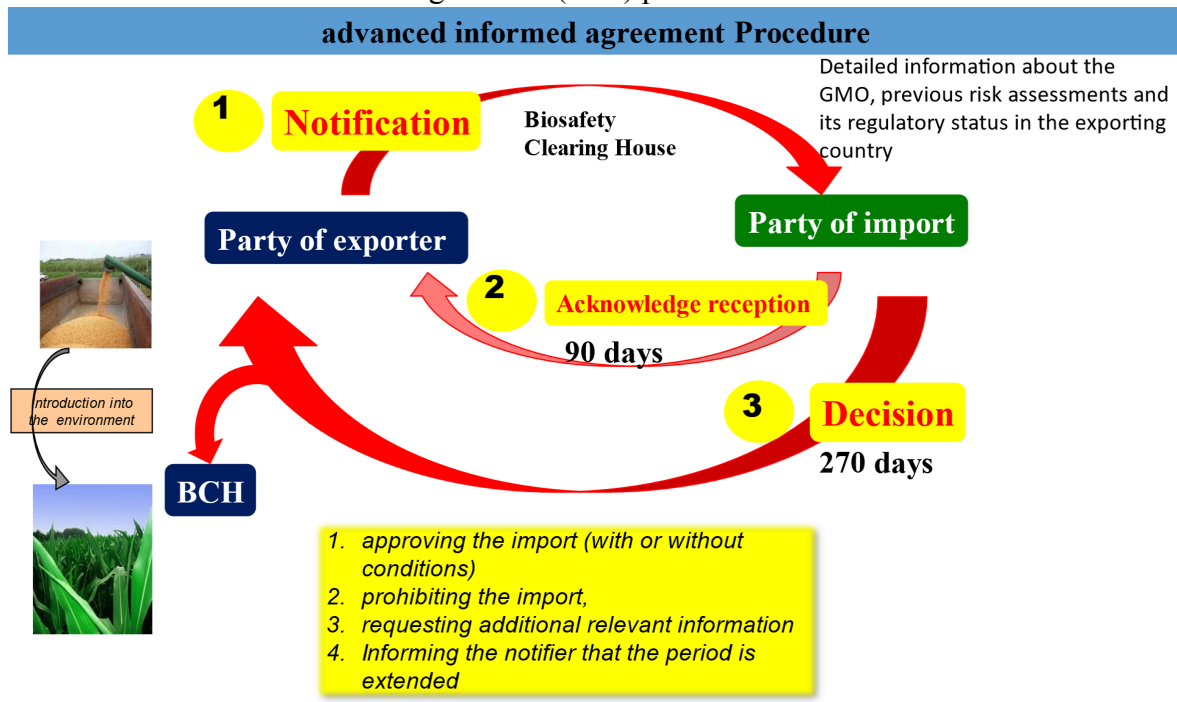 advanced informed agreement Procedure
Detailed information about the
GMO, previous risk assessments and
its regulatory status in the exporting
country
1
Notification
Biosafety
Clearing House
Party of exporter
Party of import
2
Acknowledge reception
90 days
Introduction into
the environment
3
Decision
270 days
BCH
1. approving the import (with or without
conditions)
2. prohibiting the import,
3. requesting additional relevant information
4. Informing the notifier that the period is
extended